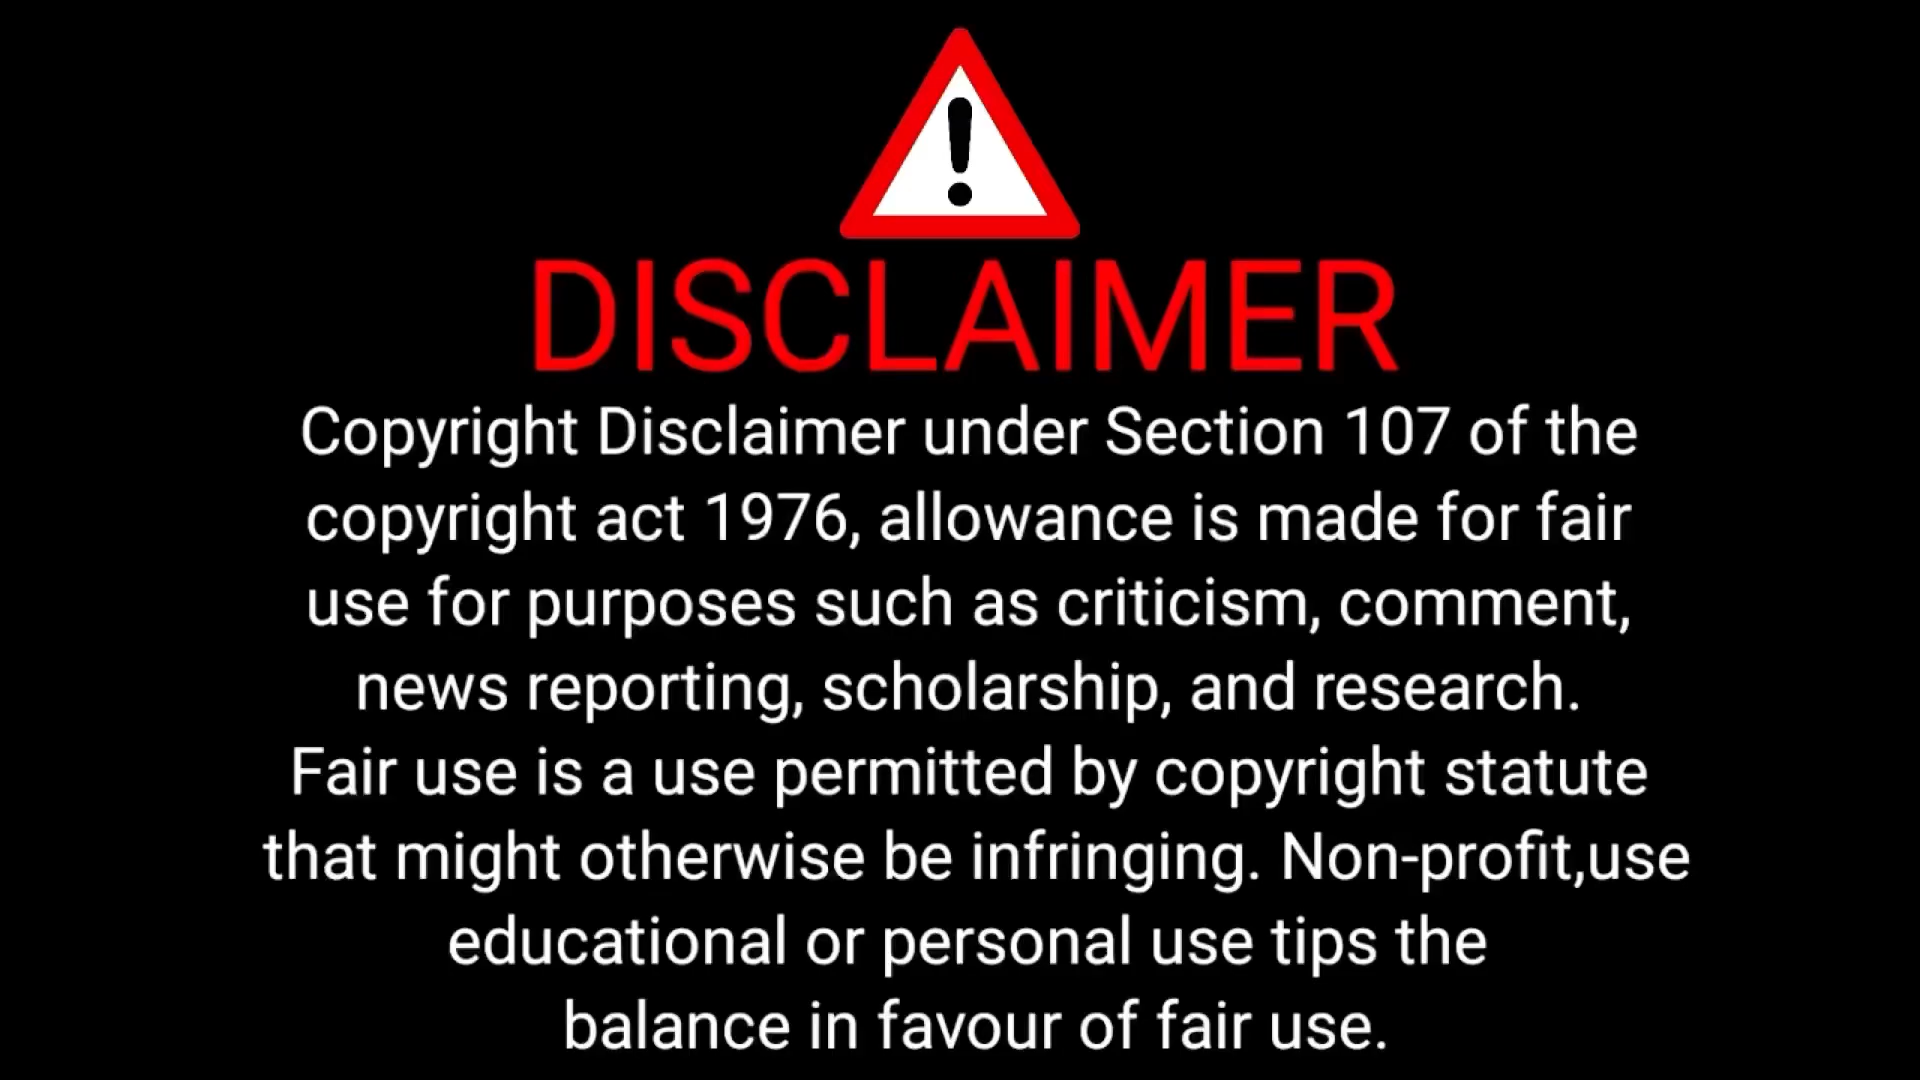 DISCLAIMER
Copyright Disclaimer under Section 107 of the
copyright act 1976, allowance is made for fair
use for purposes such as criticism, comment,
news reporting, scholarship, and research.
Fair use is a use permitted by copyright statute
that might otherwise be infringing. Non-profit,use
educational or personal use tips the
balance in favour of fair use.